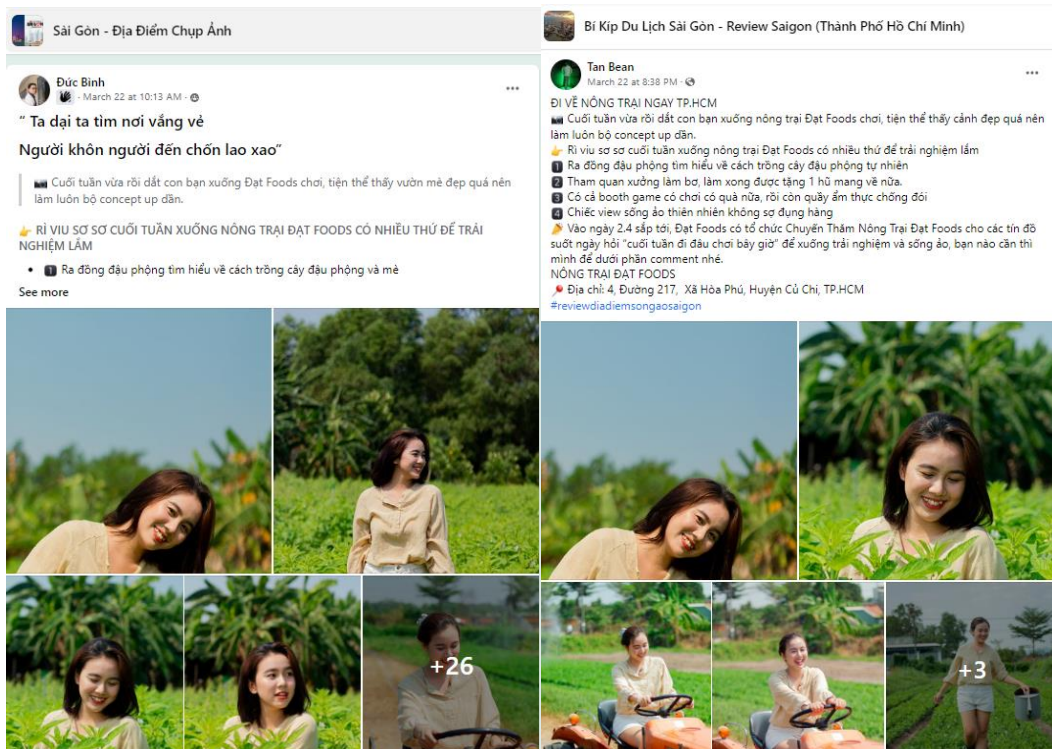 Sài Gòn - Địa Điểm Chụp Ảnh
Đức Bình
March 22 at 10:13 AM
“ Ta dại ta tìm nơi vắng vẻ
Người khôn người đến chốn lao xao”
📷 Cuối tuần vừa rồi dắt con bạn xuống Đạt Foods chơi, tiện thể thấy vườn mè đẹp quá nên
làm luôn bộ concept up dần.
👉 RÌ VIU SƠ SƠ CUỐI TUẦN XUỐNG NÔNG TRẠI ĐẠT FOODS CÓ NHIỀU THỨ ĐỂ TRẢI
NGHIỆM LẮM
• 1 Ra đồng đậu phộng tìm hiểu về cách trồng cây đậu phộng và mè
See more
+26
Bí Kíp Du Lịch Sài Gòn - Review Saigon (Thành Phố Hồ Chí Minh)
Tan Bean
March 22 at 8:38 PM
ĐI VỀ NÔNG TRẠI NGAY TP.HCM
📷 Cuối tuần vừa rồi dắt con bạn xuống nông trại Đạt Foods chơi, tiện thể thấy cảnh đẹp quá nên
làm luôn bộ concept up dần.
👉 Rì viu sơ sơ cuối tuần xuống nông trại Đạt Foods có nhiều thứ để trải nghiệm lắm
1 Ra đồng đậu phộng tìm hiểu về cách trồng cây đậu phộng tự nhiên
2 Tham quan xưởng làm bơ, làm xong được tặng 1 hũ mang về nữa.
3 Có cả booth game có chơi có quà nữa, rồi còn quầy ẩm thực chống đói
4 Chiếc view sống ảo thiên nhiên không sợ đụng hàng
Vào ngày 2.4 sắp tới, Đạt Foods có tổ chức Chuyến Thăm Nông Trại Đạt Foods cho các tín đồ
suốt ngày hỏi “cuối tuần đi đâu chơi bây giờ” để xuống trải nghiệm và sống ảo, bạn nào cần thì
mình để dưới phần comment nhé.
NÔNG TRẠI ĐẠT FOODS
📍 Địa chỉ: 4, Đường 217, Xã Hòa Phú, Huyện Củ Chi, TP.HCM
#reviewdiadiemsongaosaigon
+3